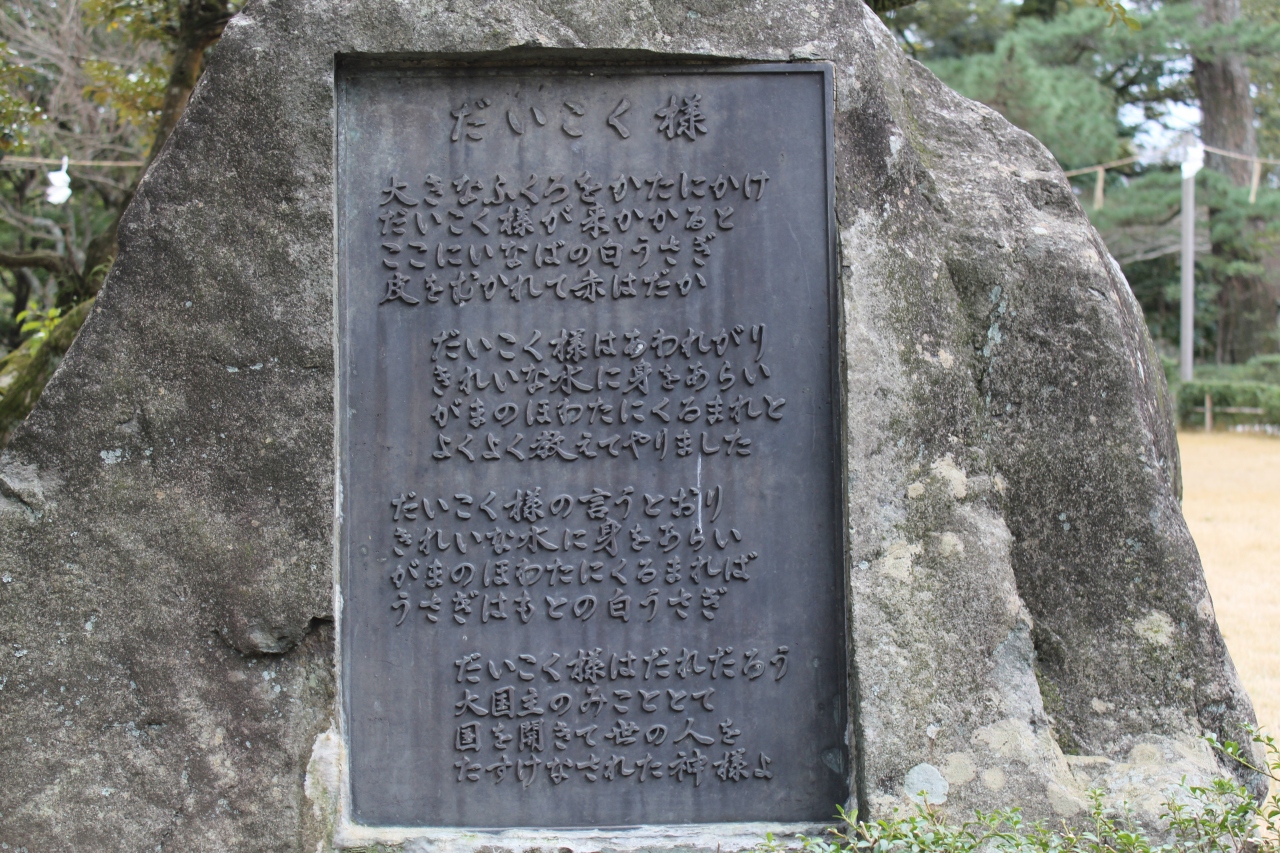 だいこく様
大きなふくろをかたにかけ
だいこく様が来かかると
ここにいなばの白うさぎ
皮をむかれて赤はだか
だいこく様はあわれがり
きれいな水に身をあらい
がまのほわたにくるまれと
よくよく教えてやりました
だいこく様の言うとおり
きれいな水に身をあらい
がまのほわたにくるまれば
うさぎはもとの白うさぎ
だいこく様はだれだろう
大国主のみこととて
国を開きて世の人を
たすけなされた神様よ